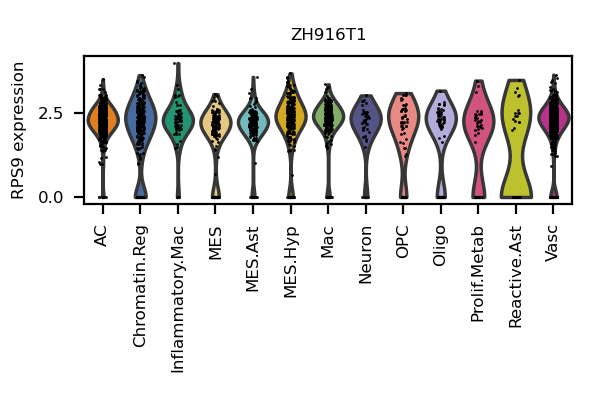 ZH916T1
RPS9 expression
2.5
0.0
AC
Chromatin.Reg
Inflammatory.Mac
MES
MES.Ast
MES.Hyp
Mac
Neuron
OPC
Oligo
Prolif.Metab
Reactive.Ast
Vasc